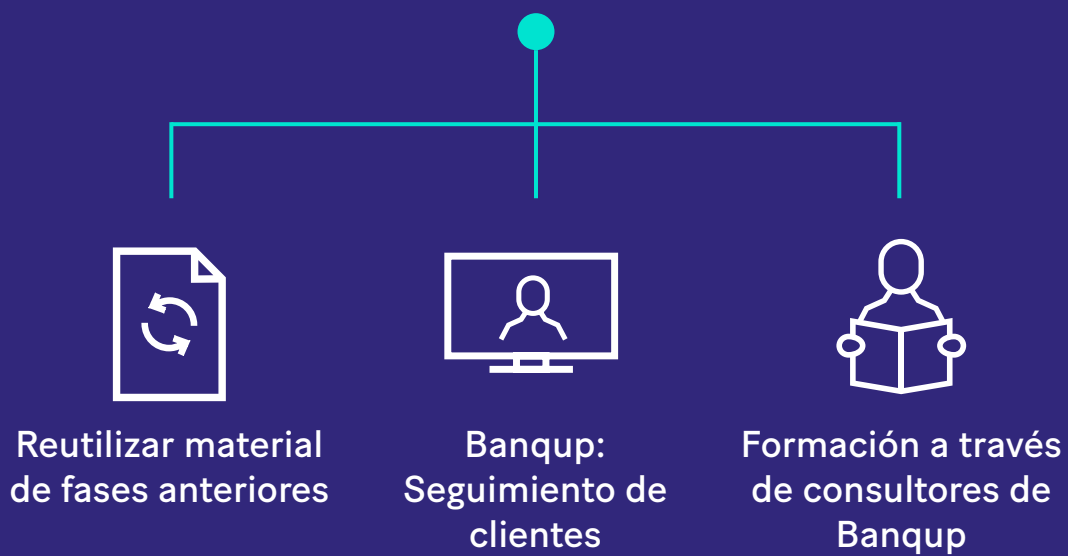 Reutilizar material
de fases anteriores
Banqup:
Seguimiento de
clientes
Formación a través
de consultores de
Banqup